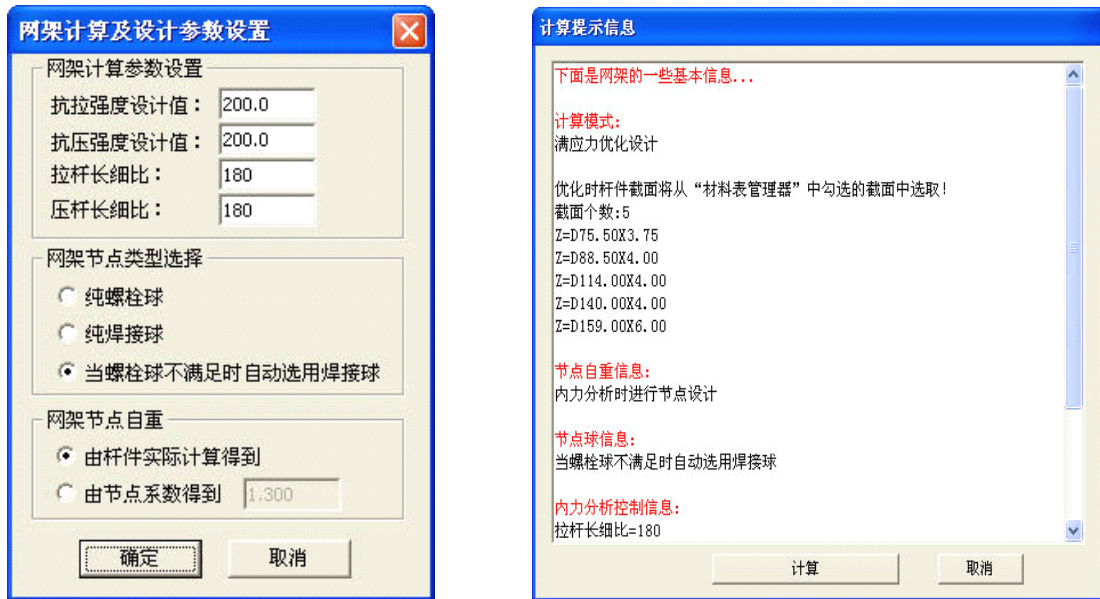 网架计算及设计参数设置
网架计算参数设置
抗拉强度设计值： 200.0
抗压强度设计值： 200.0
拉杆长细比： 180
压杆长细比： 180
网架节点类型选择
纯螺栓球
纯焊接球
当螺栓球不满足时自动选用焊接球
网架节点自重
由杆件实际计算得到
由节点系数得到 1.300
确定 取消
计算提示信息
下面是网架的一些基本信息...
计算模式:
满应力优化设计
优化时杆件截面将从“材料表管理器”中勾选的截面中选取!
截面个数:5
Z=D75.50X3.75
Z=D88.50X4.00
Z=D114.00X4.00
Z=D140.00X4.00
Z=D159.00X6.00
节点自重信息:
内力分析时进行节点设计
节点球信息:
当螺栓球不满足时自动选用焊接球
内力分析控制信息:
拉杆长细比=180
计算 取消